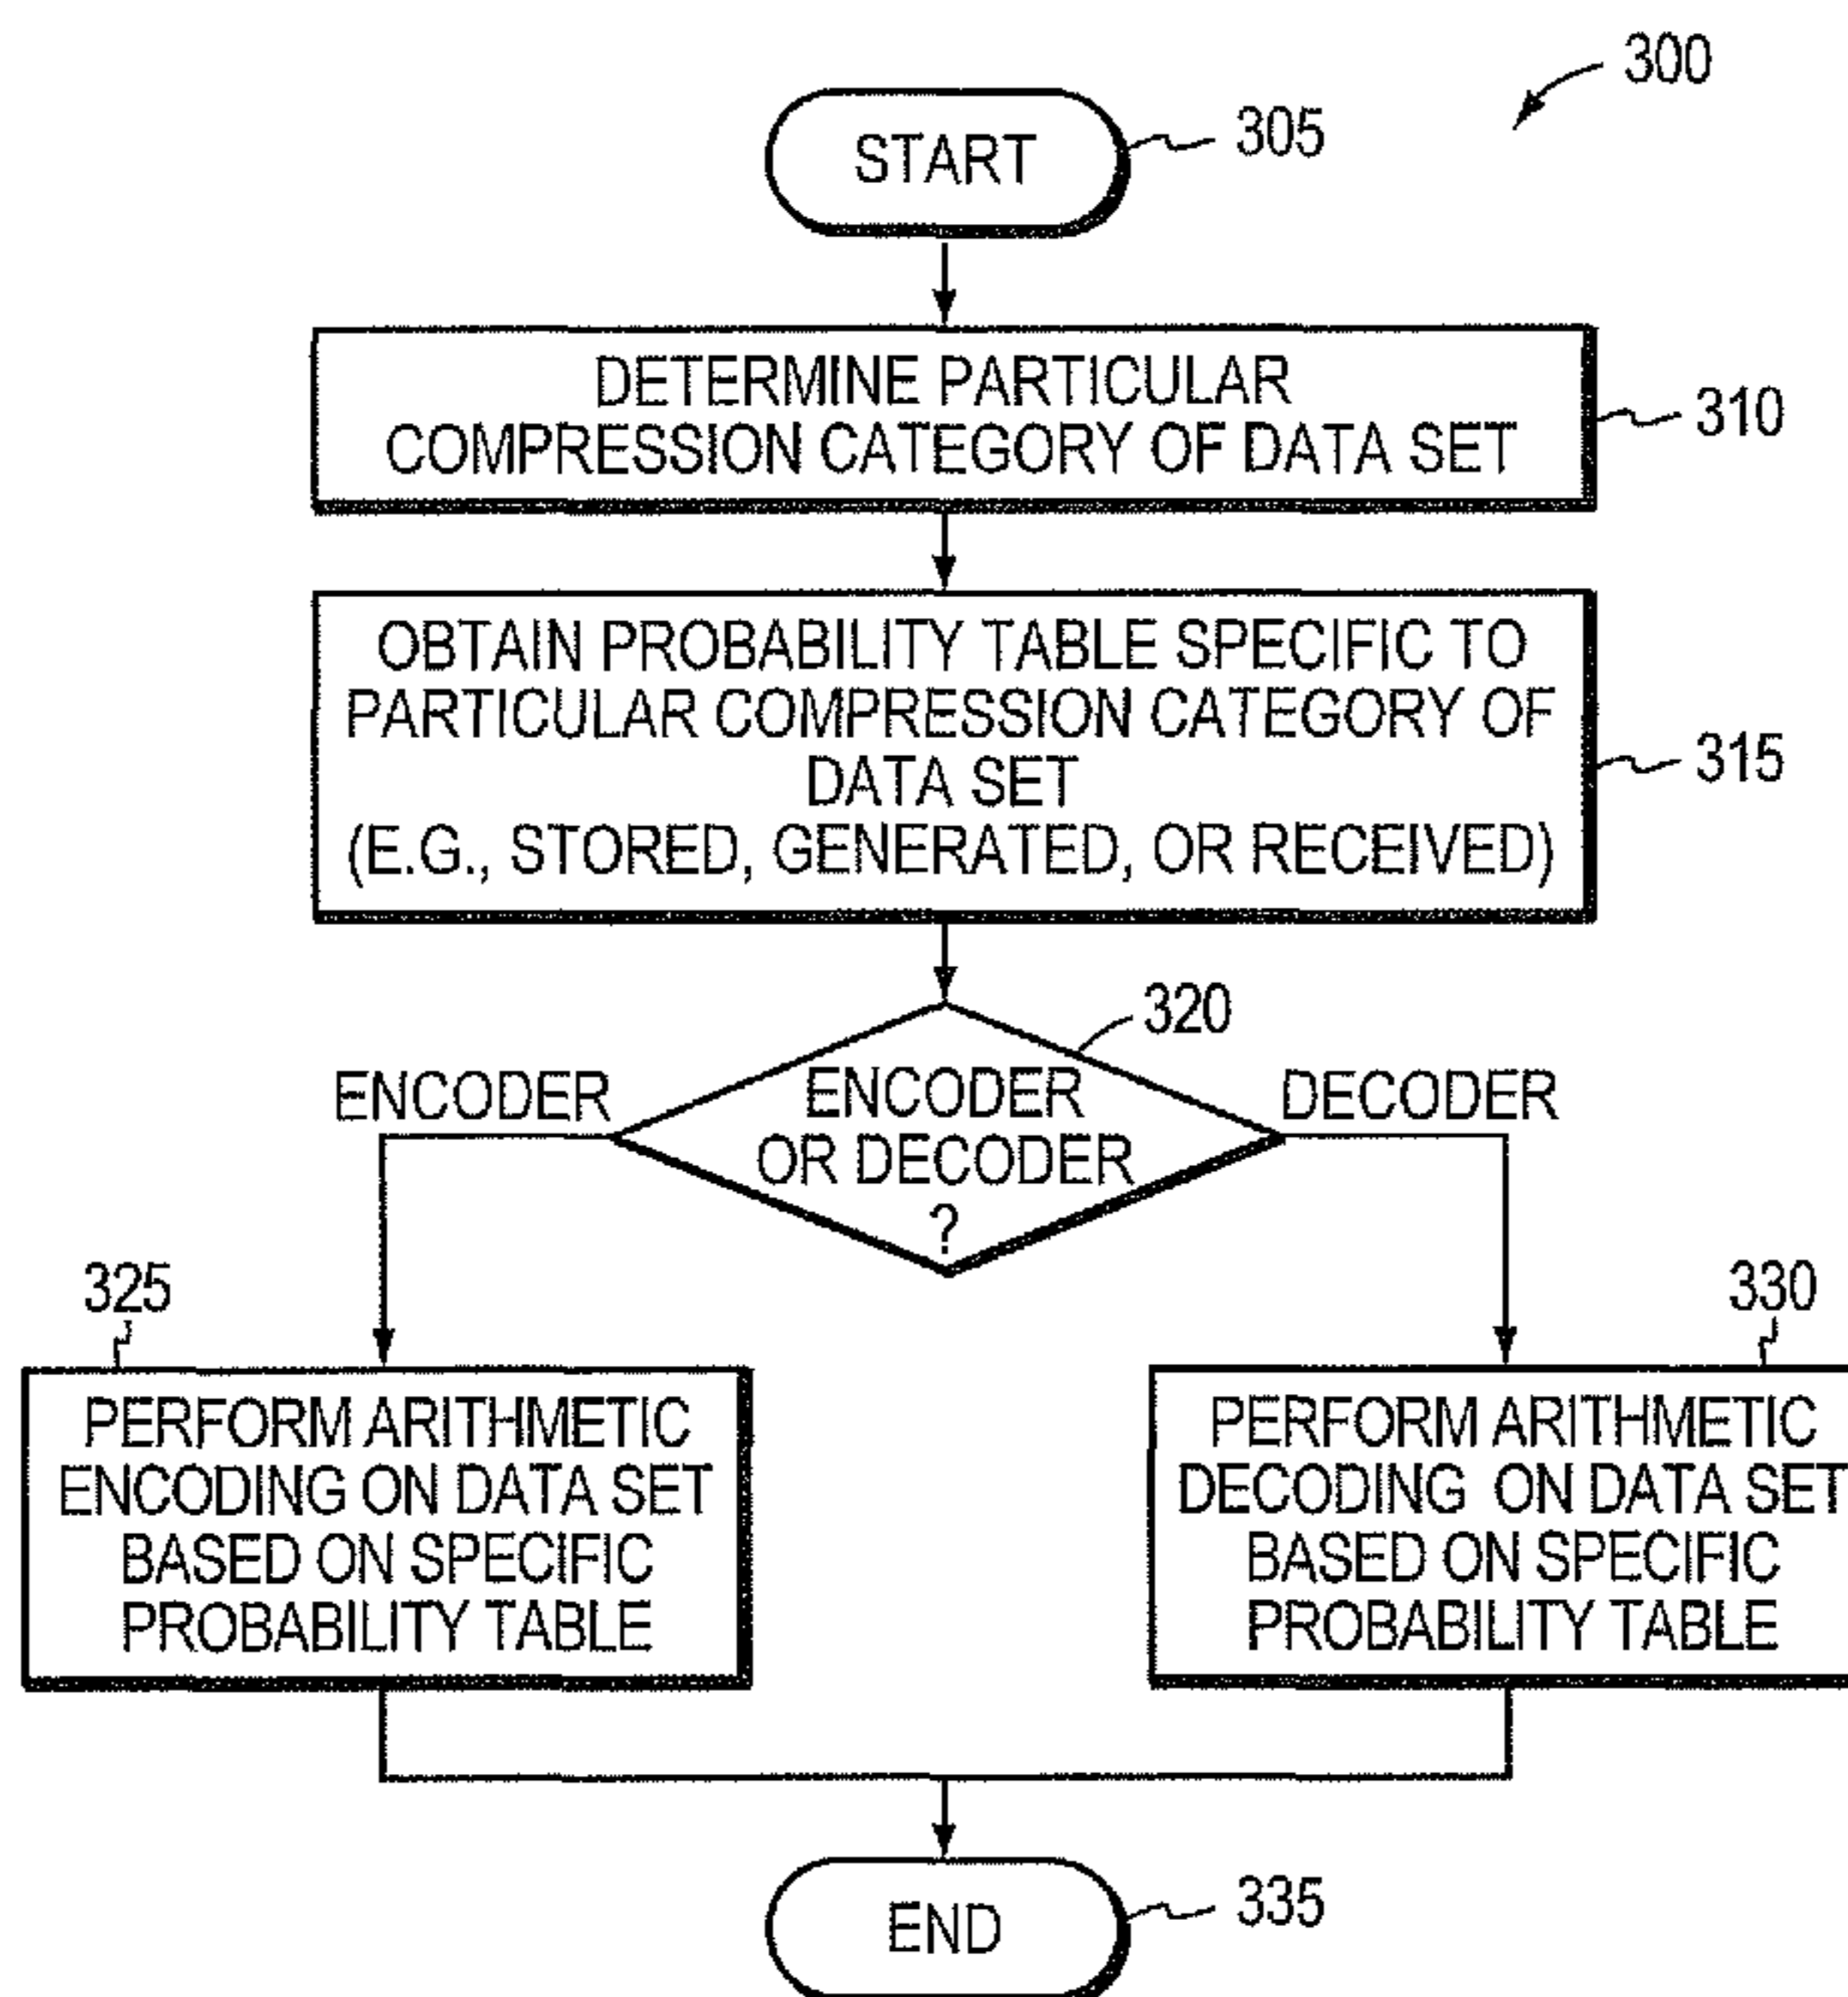 300
START
305
DETERMINE PARTICULAR
COMPRESSION CATEGORY OF DATA SET
310
OBTAIN PROBABILITY TABLE SPECIFIC TO
PARTICULAR COMPRESSION CATEGORY OF
DATA SET
(E.G., STORED, GENERATED, OR RECEIVED)
315
320
ENCODER
ENCODER
OR DECODER
?
DECODER
325
PERFORM ARITHMETIC
ENCODING ON DATA SET
BASED ON SPECIFIC
PROBABILITY TABLE
330
PERFORM ARITHMETIC
DECODING ON DATA SET
BASED ON SPECIFIC
PROBABILITY TABLE
END
335